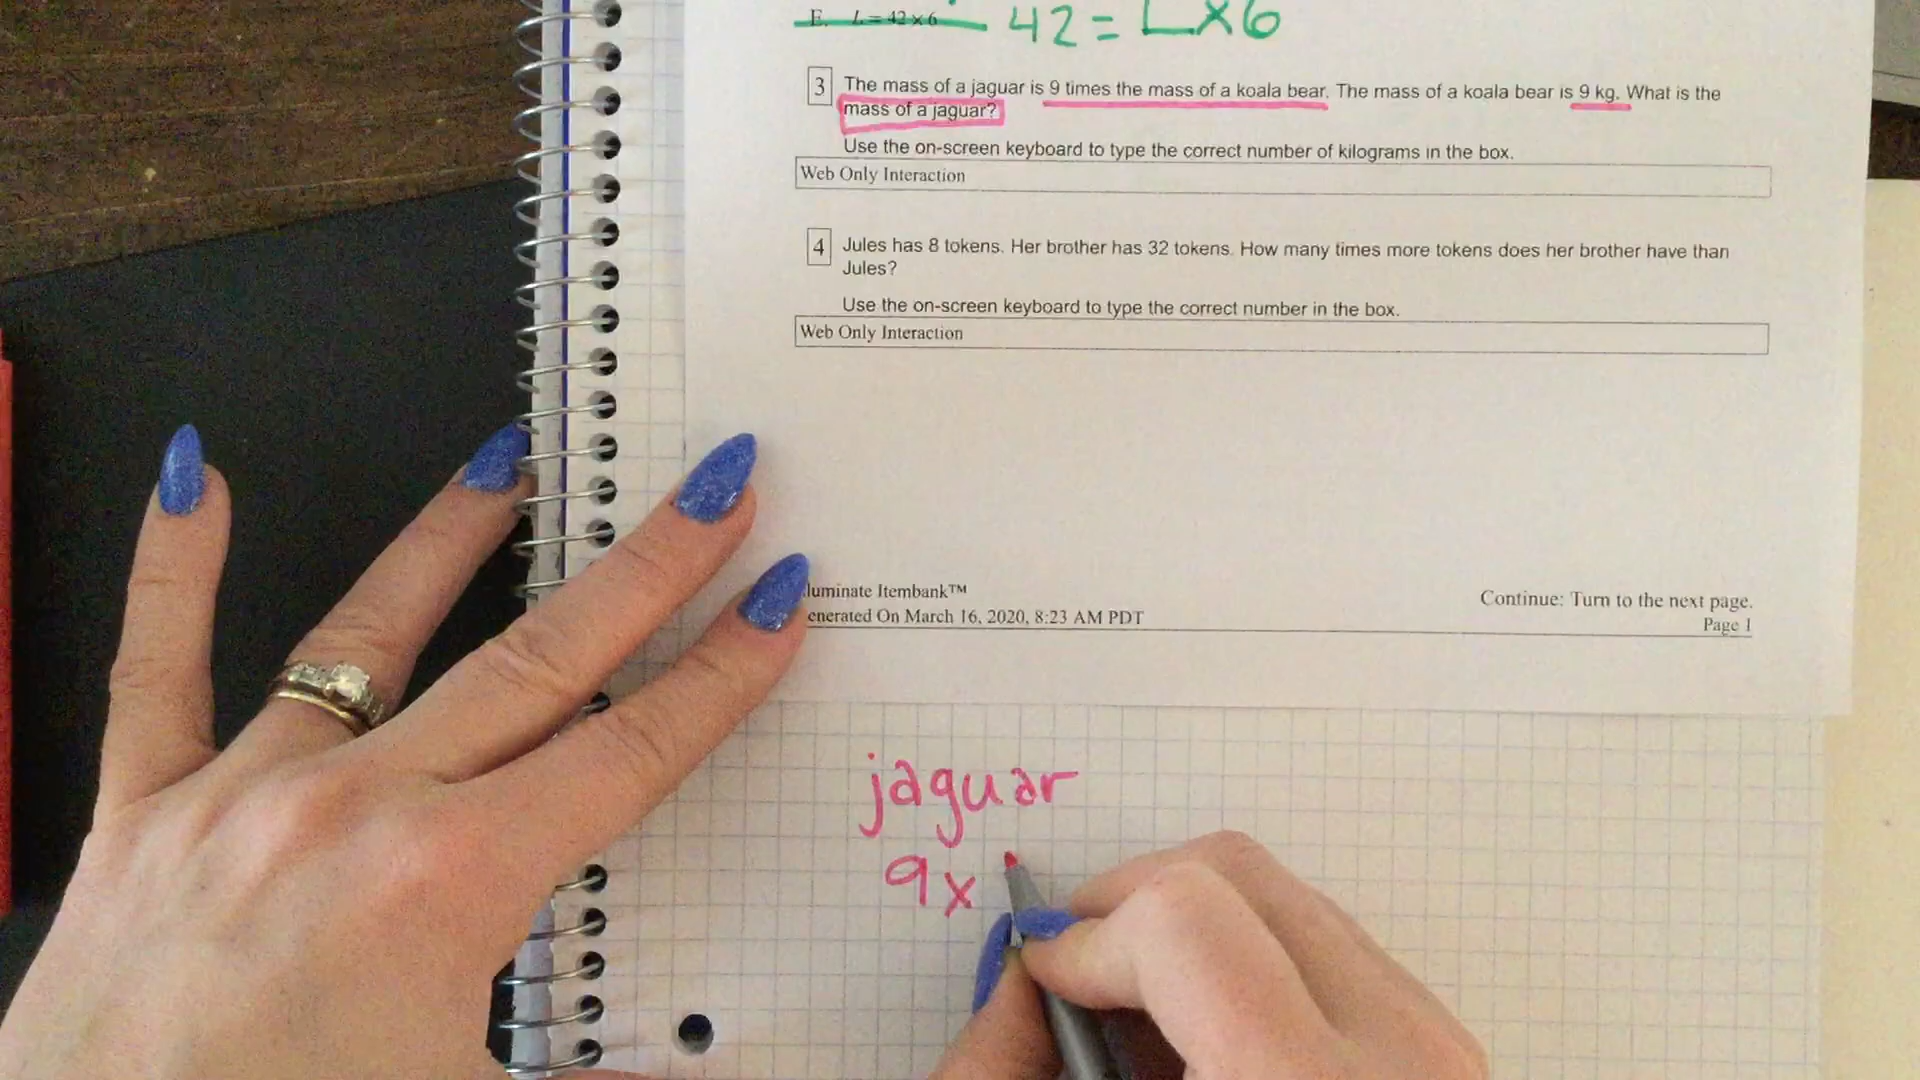 E. L = 42 x 6 42 = L x 6
3 The mass of a jaguar is 9 times the mass of a koala bear. The mass of a koala bear is 9 kg. What is the
mass of a jaguar?
Use the on-screen keyboard to type the correct number of kilograms in the box.
Web Only Interaction
4 Jules has 8 tokens. Her brother has 32 tokens. How many times more tokens does her brother have than
Jules?
Use the on-screen keyboard to type the correct number in the box.
Web Only Interaction
luminate Itembank™
enerated On March 16, 2020, 8:23 AM PDT
Continue: Turn to the next page.
Page 1
jaguar
9 x